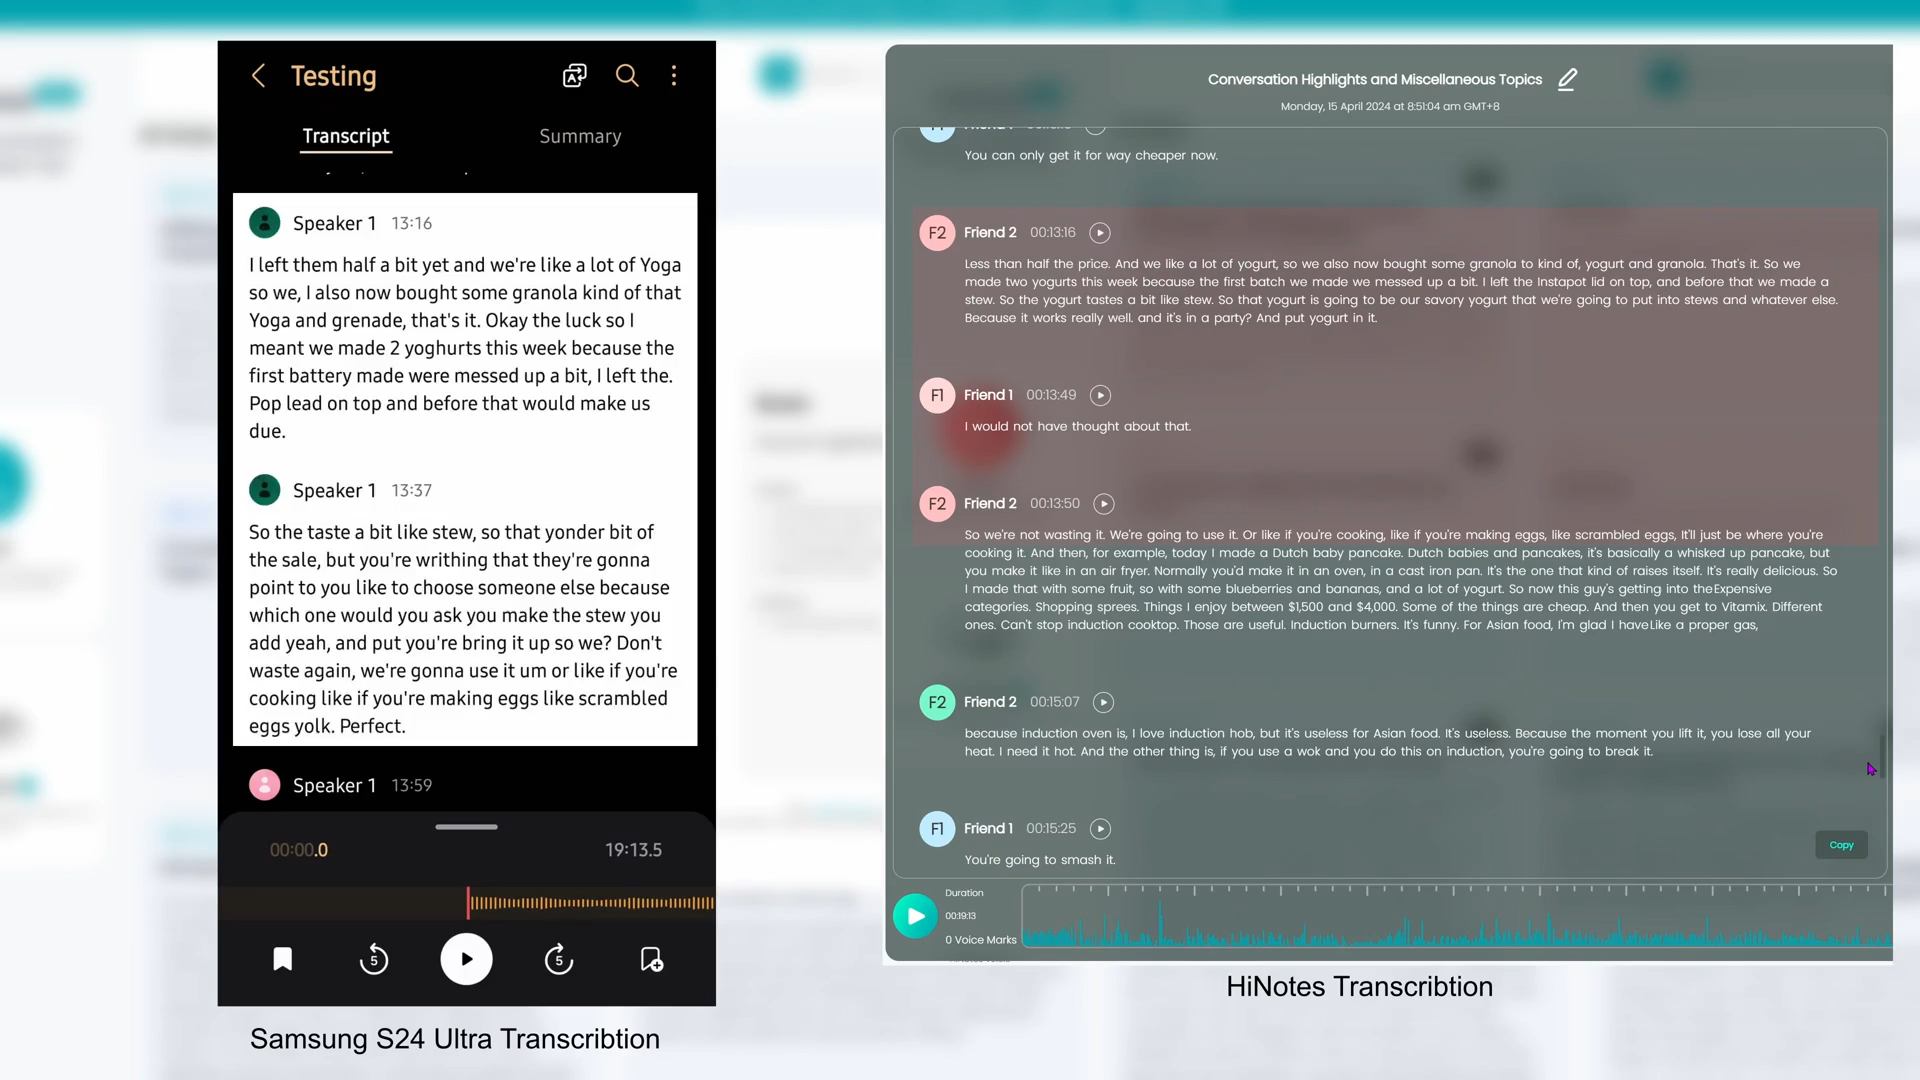 Testing
Transcript
Summary
Speaker 1 13:16
I left them half a bit yet and we're like a lot of Yoga
so we, I also now bought some granola kind of that
Yoga and grenade, that's it. Okay the luck so I
meant we made 2 yoghurts this week because the
first battery made were messed up a bit, I left the.
Pop lead on top and before that would make us
due.
Speaker 1 13:37
So the taste a bit like stew, so that yonder bit of
the sale, but you're writhing that they're gonna
point to you like to choose someone else because
which one would you ask you make the stew you
add yeah, and put you're bring it up so we? Don't
waste again, we're gonna use it um or like if you're
cooking like if you're making eggs like scrambled
eggs yolk. Perfect.
Speaker 1 13:59
00:00.0
19:13.5
5
5
Samsung S24 Ultra Transcribtion
Conversation Highlights and Miscellaneous Topics
Monday, 15 April 2024 at 8:51:04 am GMT+8
You can only get it for way cheaper now.
F2 Friend 2 00:13:16
Less than half the price. And we like a lot of yogurt, so we also now bought some granola to kind of, yogurt and granola. That's it. So we
made two yogurts this week because the first batch we made we messed up a bit. I left the Instapot lid on top, and before that we made a
stew. So the yogurt tastes a bit like stew. So that yogurt is going to be our savory yogurt that we're going to put into stews and whatever else.
Because it works really well. and it's in a party? And put yogurt in it.
F1 Friend 1 00:13:49
I would not have thought about that.
F2 Friend 2 00:13:50
So we're not wasting it. We're going to use it. Or like if you're cooking, like if you're making eggs, like scrambled eggs, It'll just be where you're
cooking it. And then, for example, today I made a Dutch baby pancake. Dutch babies and pancakes, it's basically a whisked up pancake, but
you make it like in an air fryer. Normally you'd make it in an oven, in a cast iron pan. It's the one that kind of raises itself. It's really delicious. So
I made that with some fruit, so with some blueberries and bananas, and a lot of yogurt. So now this guy's getting into theExpensive
categories. Shopping sprees. Things I enjoy between $1,500 and $4,000. Some of the things are cheap. And then you get to Vitamix. Different
ones. Can't stop induction cooktop. Those are useful. Induction burners. It's funny. For Asian food, I'm glad I haveLike a proper gas,
F2 Friend 2 00:15:07
because induction oven is, I love induction hob, but it's useless for Asian food. It's useless. Because the moment you lift it, you lose all your
heat. I need it hot. And the other thing is, if you use a wok and you do this on induction, you're going to break it.
F1 Friend 1 00:15:25
You're going to smash it.
Copy
Duration
00:19:13
0 Voice Marks
HiNotes Transcribtion